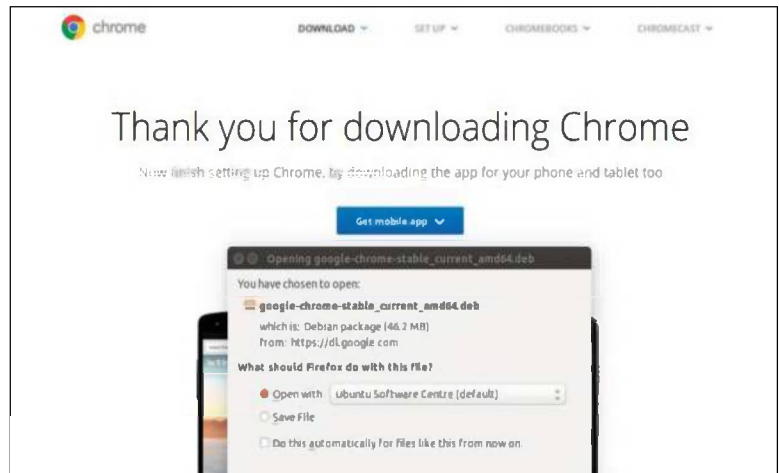 chrome
DOWNLOAD SET UP CHROMEBOOKS CHROMECAST
Thank you for downloading Chrome
Now finish setting up Chrome, by downloading the app for your phone and tablet too
Get mobile app
Opening google-chrome-stable_current_amd64.deb
You have chosen to open:
google-chrome-stable_current_amd64.deb
which is: Debian package (46.2 MB)
from: https://dl.google.com
What should Firefox do with this file?
Open with Ubuntu Software Centre (default)
Save File
Do this automatically for files like this from now on.